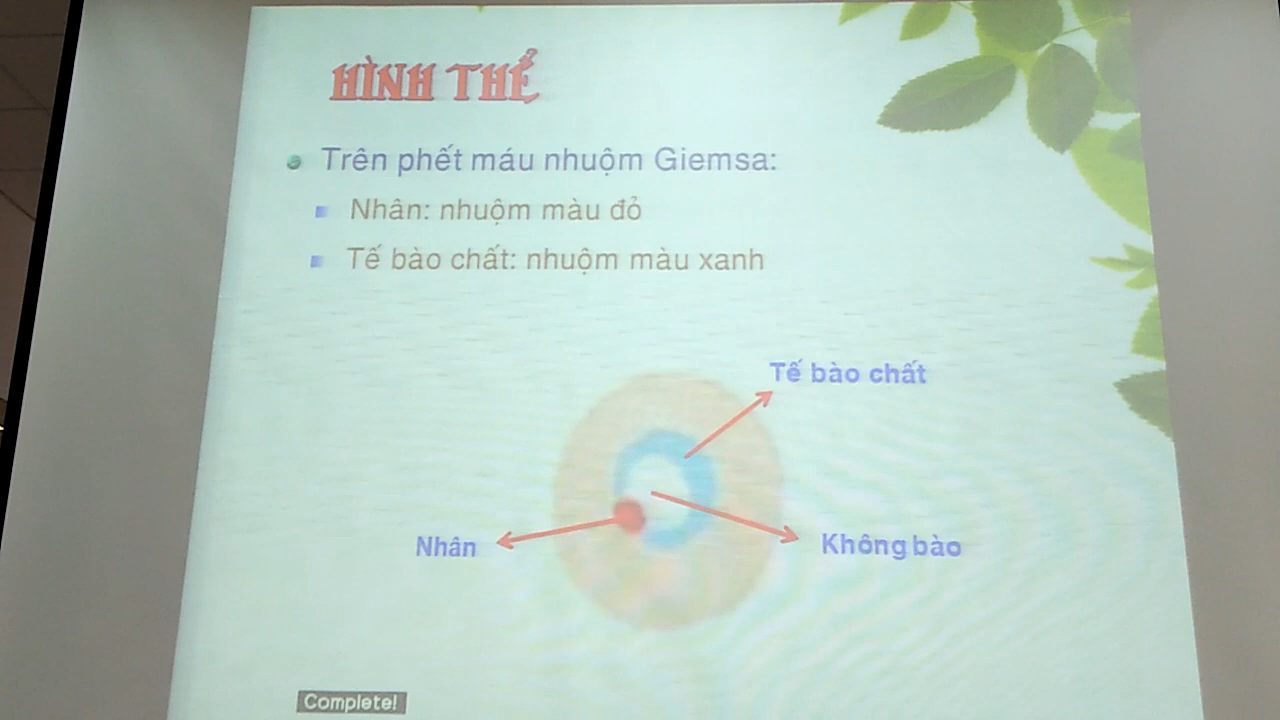 HÌNH THỂ
Trên phết máu nhuộm Giemsa:
Nhân: nhuộm màu đỏ
Tế bào chất: nhuộm màu xanh
Tế bào chất
Nhân
Không bào
Complete!